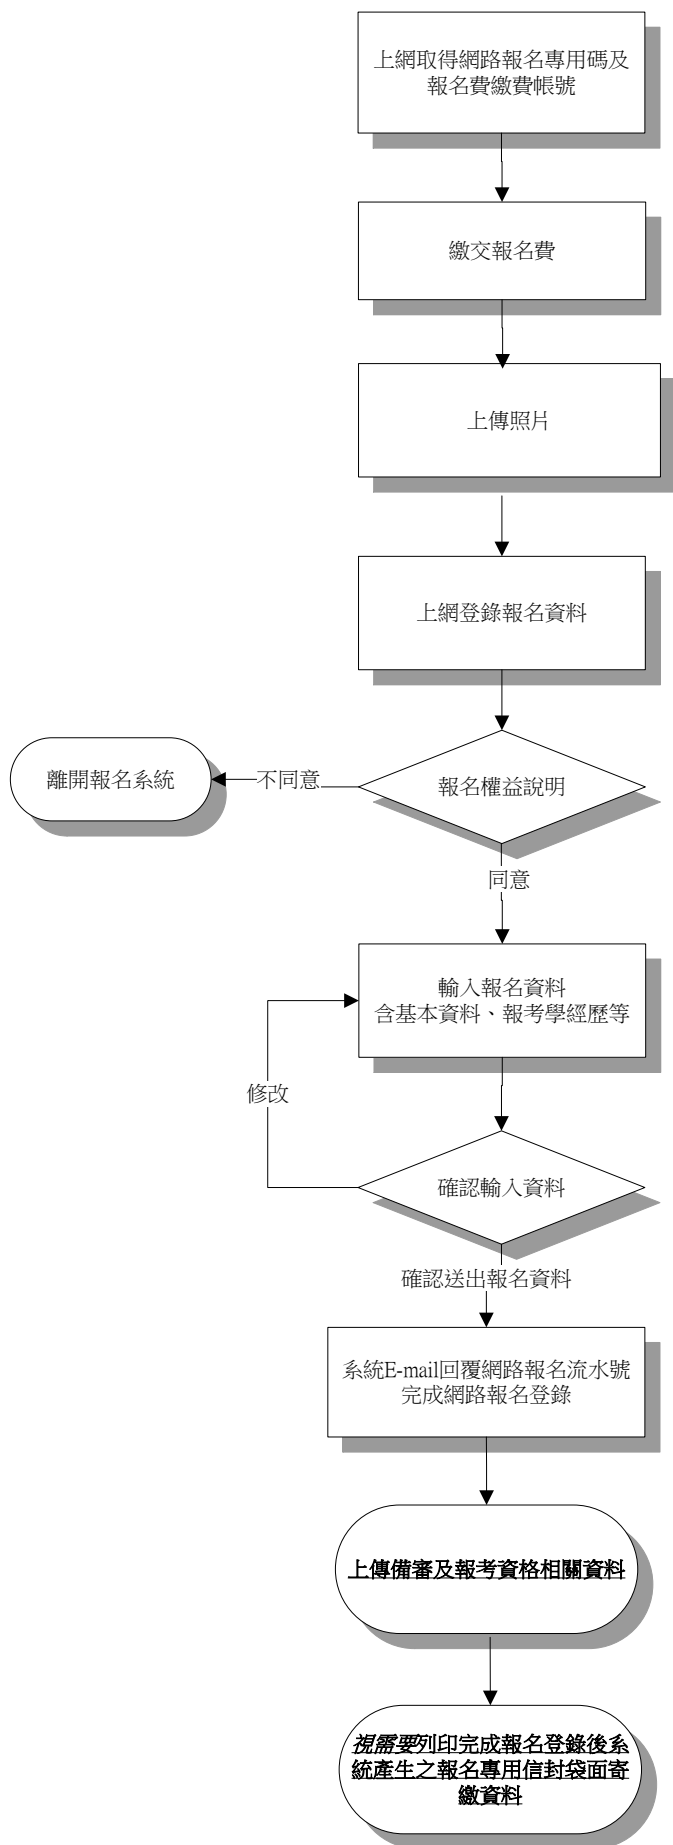 上網取得網路報名專用碼及
報名費繳費帳號
繳交報名費
上傳照片
上網登錄報名資料
離開報名系統
不同意
報名權益說明
同意
輸入報名資料
含基本資料、報考學經歷等
修改
確認輸入資料
確認送出報名資料
系統E-mail回覆網路報名流水號
完成網路報名登錄
上傳備審及報考資格相關資料
視需要列印完成報名登錄後系
統產生之報名專用信封袋面寄
繳資料